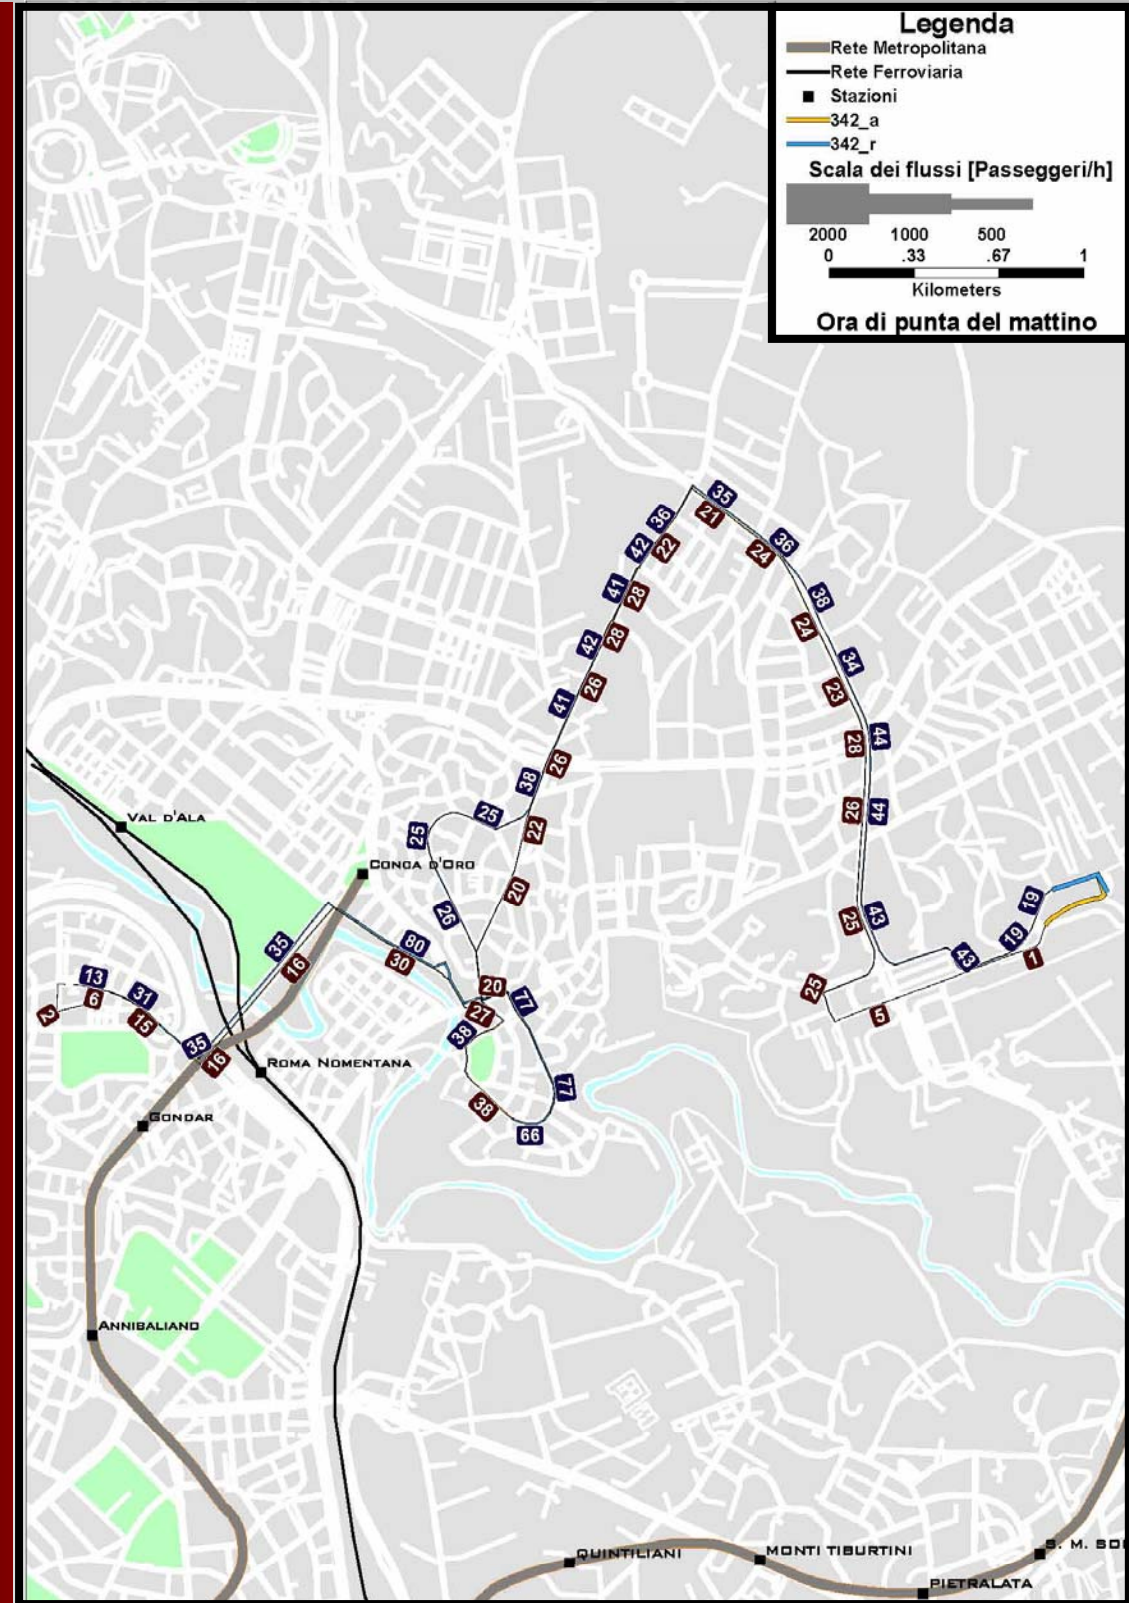 Legenda
Rete Metropolitana
Rete Ferroviaria
Stazioni
342_a
342_r
Scala dei flussi [Passeggeri/h]
2000 1000 500
0 .33 .67 1
Kilometers
Ora di punta del mattino
35
21
36
22
42
24
36
41
28
38
24
42
28
34
23
41
26
44
28
26
38
44
26
25
22
25
20
26
19
19
1
43
25
43
25
5
VAL D'ALA
CONCA D'ORO
35
16
80
30
20
77
27
38
13
6
31
15
2
35
16
ROMA NOMENTANA
77
38
66
GONDAR
ANNIBALIANO
QUINTILIANI
MONTI TIBURTINI
PIETRALATA
S. M. SO